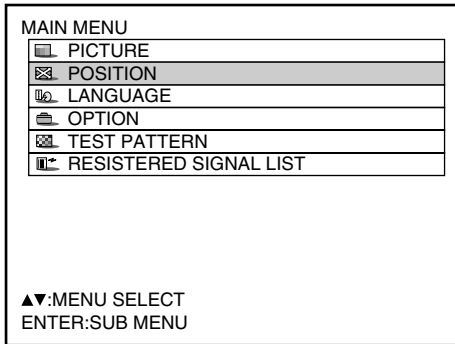 MAIN MENU
PICTURE
POSITION
LANGUAGE
OPTION
TEST PATTERN
RESISTERED SIGNAL LIST
▲▼:MENU SELECT
ENTER:SUB MENU